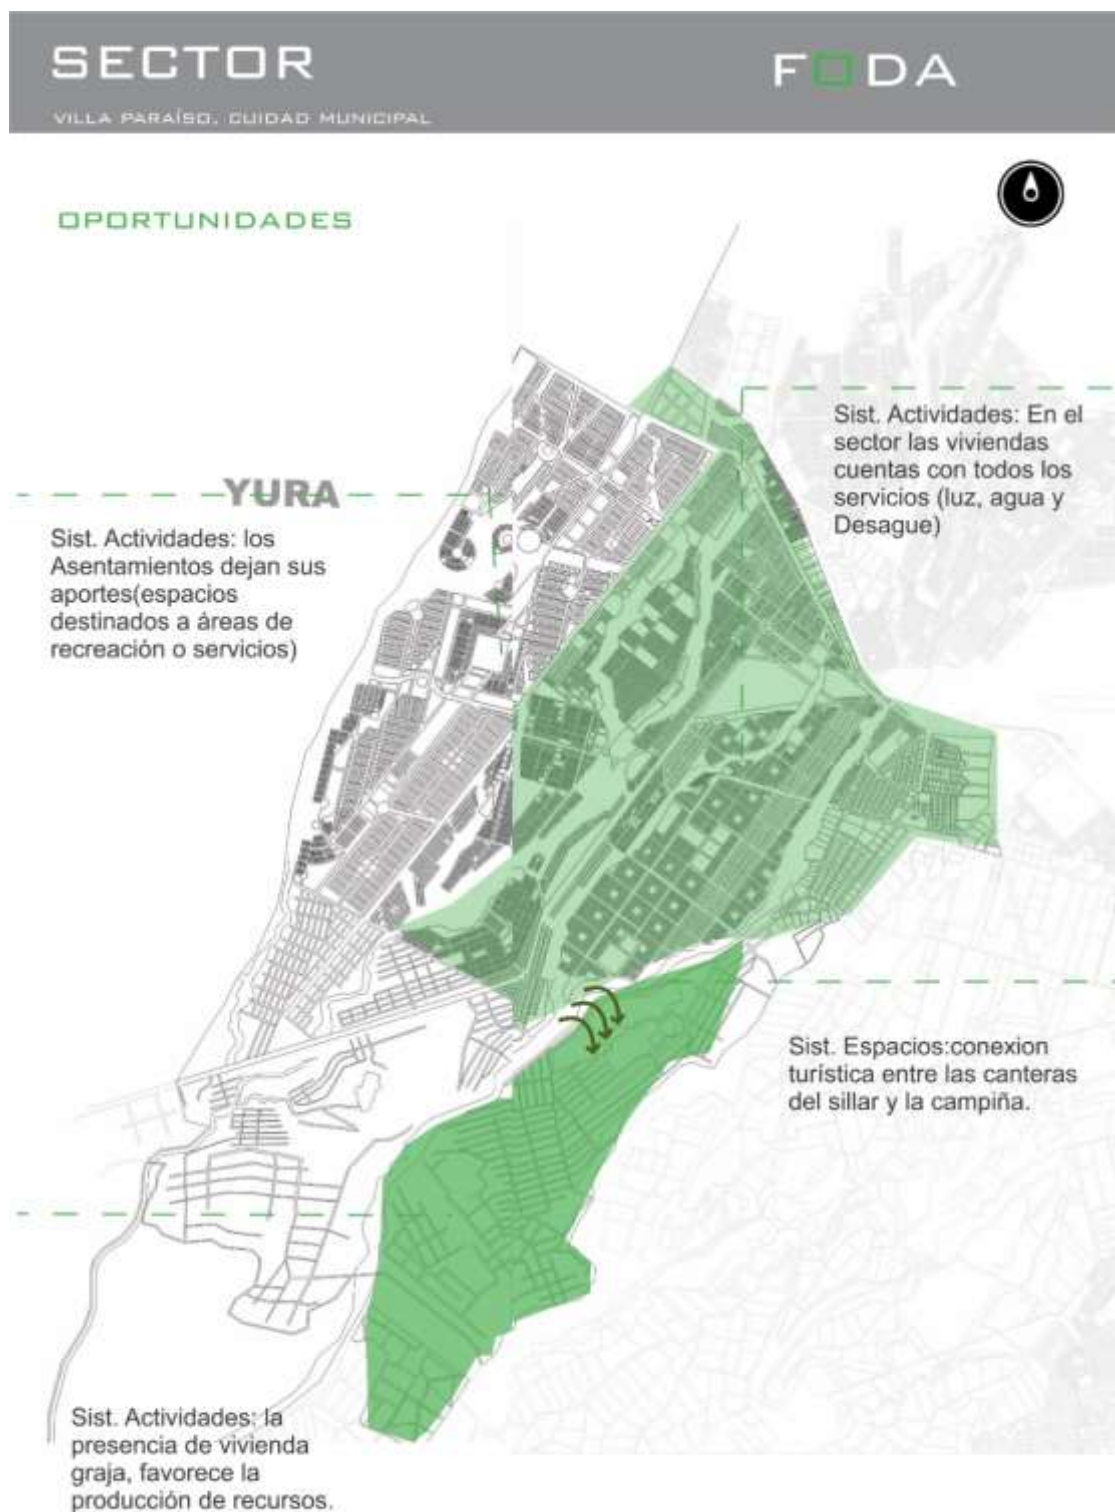 SECTOR
FODA
VILLA PARAÍSO, CUIDAD MUNICIPAL
OPORTUNIDADES
Sist. Actividades: En el
sector las viviendas
cuentas con todos los
servicios (luz, agua y
Desague)
YURA
Sist. Actividades: los
Asentamientos dejan sus
aportes(espacios
destinados a áreas de
recreación o servicios)
Sist. Espacios:conexion
turística entre las canteras
del sillar y la campiña.
Sist. Actividades: la
presencia de vivienda
graja, favorece la
producción de recursos.